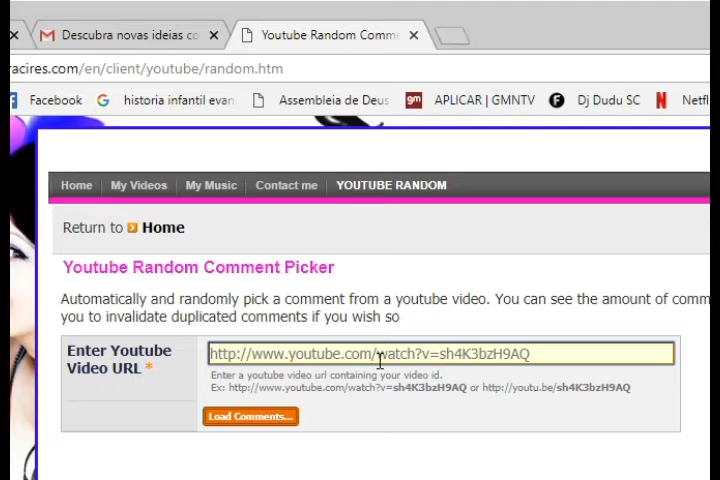 Descubra novas ideias co
Youtube Random Comme
racires.com/en/client/youtube/random.htm
Facebook historia infantil evan Assembleia de Deus gm APLICAR | GMNTV F Dj Dudu SC N Netfl
Home My Videos My Music Contact me YOUTUBE RANDOM
Return to Home
Youtube Random Comment Picker
Automatically and randomly pick a comment from a youtube video. You can see the amount of comm
you to invalidate duplicated comments if you wish so
Enter Youtube
Video URL *
http://www.youtube.com/watch?v=sh4K3bzH9AQ
Enter a youtube video url containing your video id.
Ex: http://www.youtube.com/watch?v=sh4K3bzH9AQ or http://youtu.be/sh4K3bzH9AQ
Load Comments...